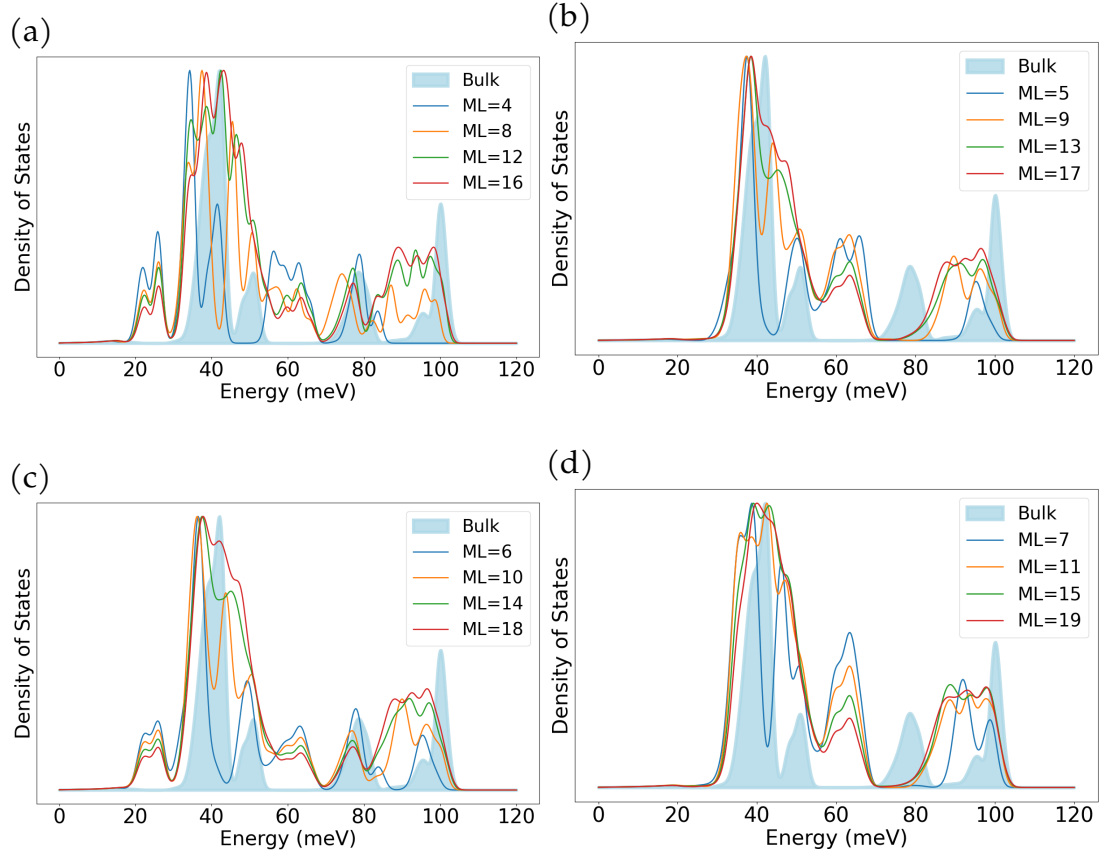 (a)
Density of States
Bulk
ML=4
ML=8
ML=12
ML=16
0 20 40 60 80 100 120
Energy (meV)
(b)
Density of States
Bulk
ML=5
ML=9
ML=13
ML=17
0 20 40 60 80 100 120
Energy (meV)
(c)
Density of States
Bulk
ML=6
ML=10
ML=14
ML=18
0 20 40 60 80 100 120
Energy (meV)
(d)
Density of States
Bulk
ML=7
ML=11
ML=15
ML=19
0 20 40 60 80 100 120
Energy (meV)